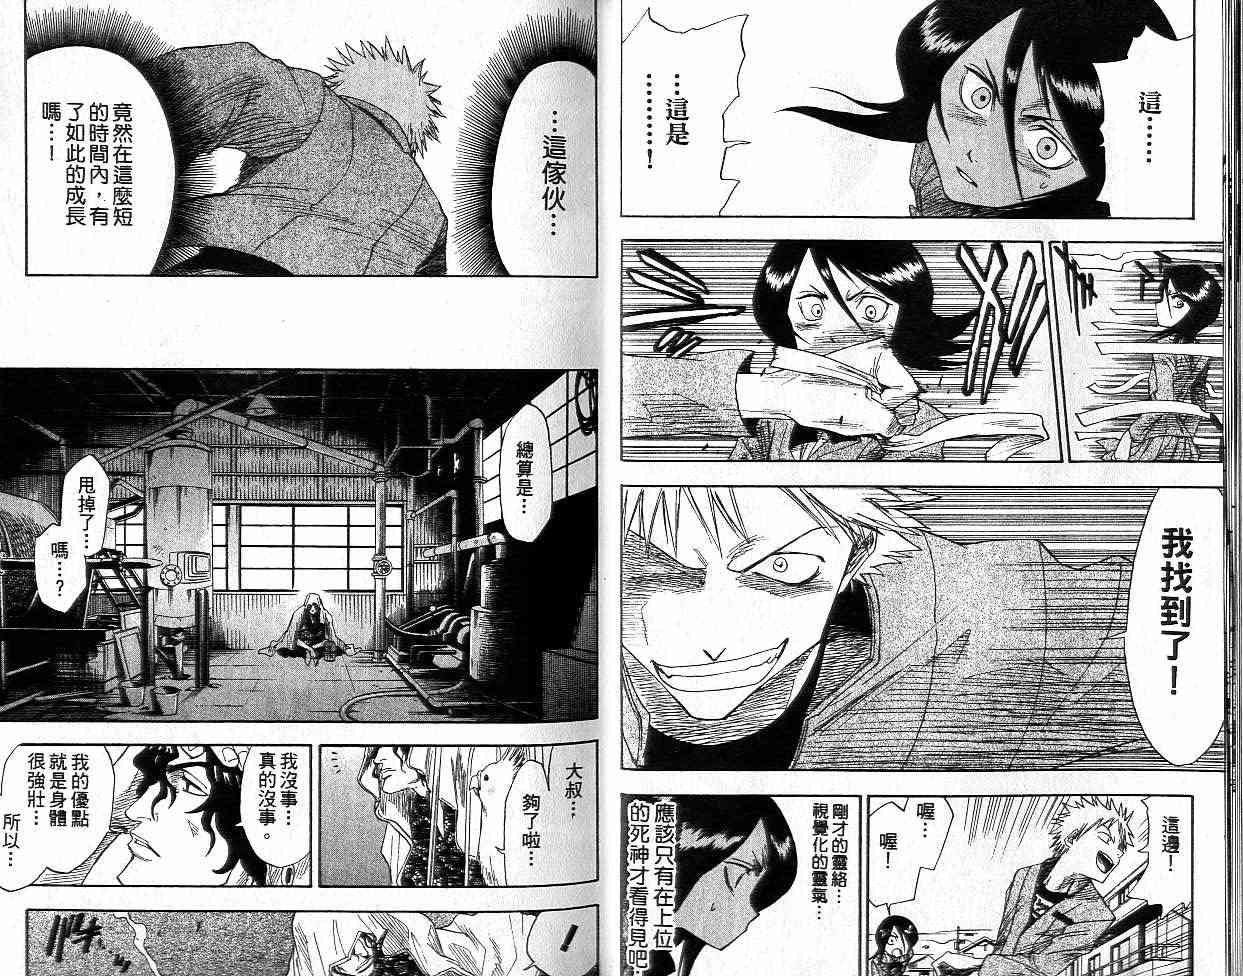 這……
…這是
………！
我找到了！
這邊！
喔…
喔！
剛才的靈絡…
視覺化的靈氣…
應該只有在上位
的死神才看得見吧…
…這傢伙…
竟然在這麼短
的時間內，有
了如此的成長
嗎…！
總算是…
甩掉了…
嗎…？
大叔…
夠了啦…
我沒事…
真的沒事。
我的優點
就是身體
很強壯…
所以…
！